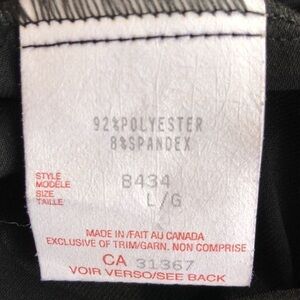 92%POLYESTER
8%SPANDEX
STYLE
MODÈLE 8434
SIZE
TAILLE L/G
MADE IN /FAIT AU CANADA
EXCLUSIVE OF TRIM/GARN. NON COMPRISE
CA 31367
VOIR VERSO/SEE BACK